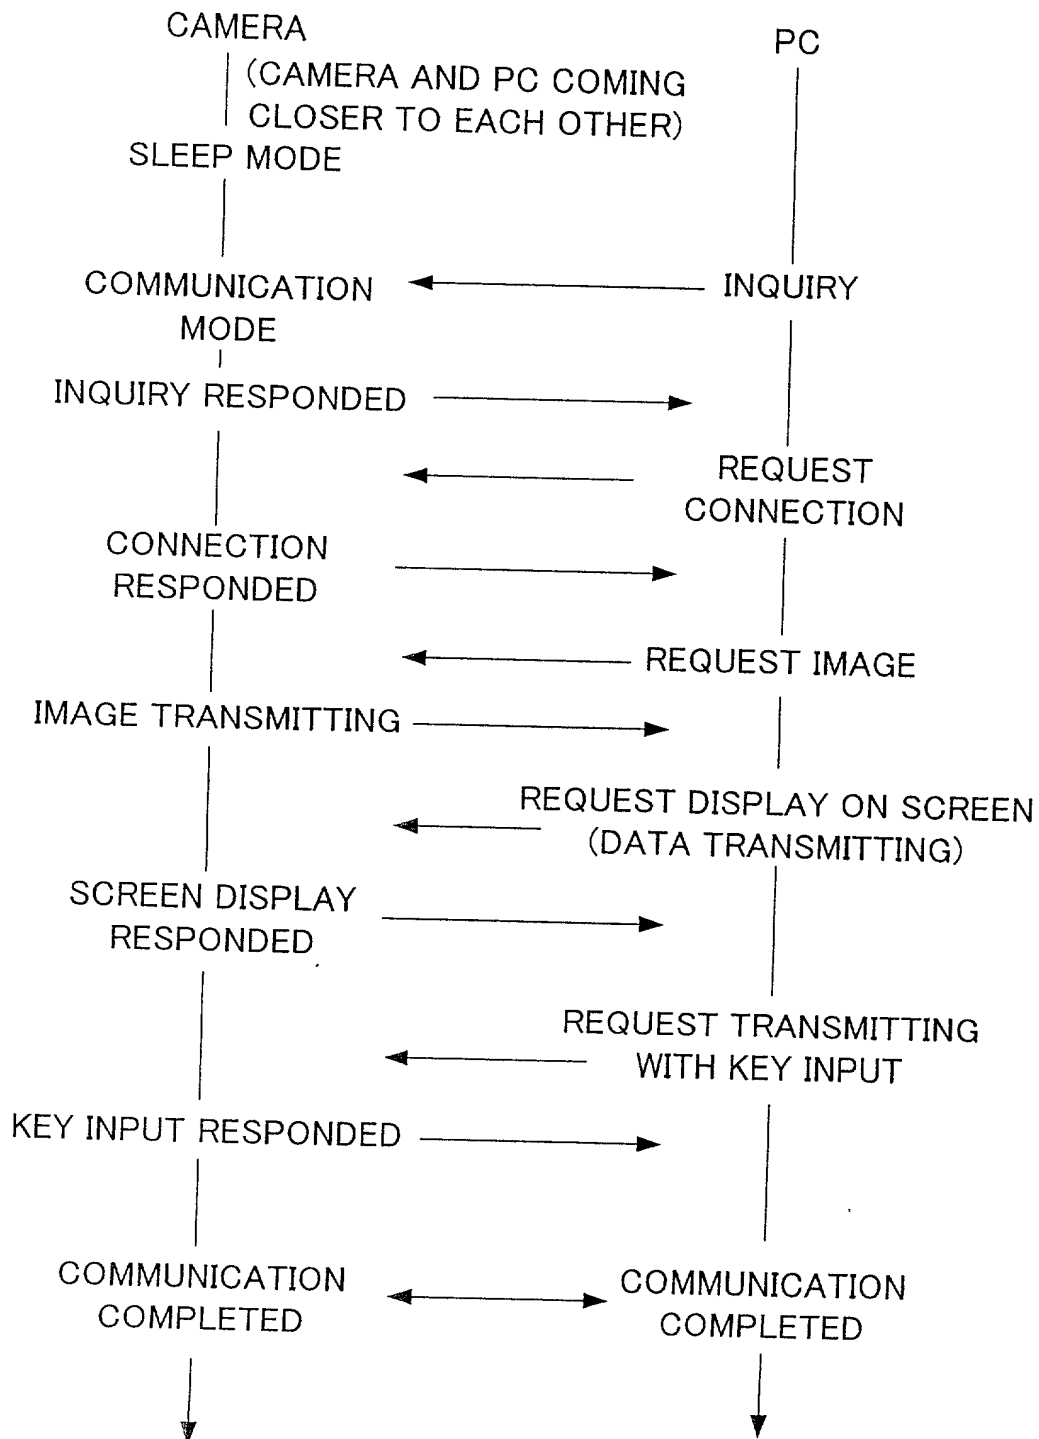 CAMERA
PC
(CAMERA AND PC COMING
CLOSER TO EACH OTHER)
SLEEP MODE
COMMUNICATION
MODE
INQUIRY
INQUIRY RESPONDED
REQUEST
CONNECTION
CONNECTION
RESPONDED
REQUEST IMAGE
IMAGE TRANSMITTING
REQUEST DISPLAY ON SCREEN
(DATA TRANSMITTING)
SCREEN DISPLAY
RESPONDED
REQUEST TRANSMITTING
WITH KEY INPUT
KEY INPUT RESPONDED
COMMUNICATION
COMPLETED
COMMUNICATION
COMPLETED